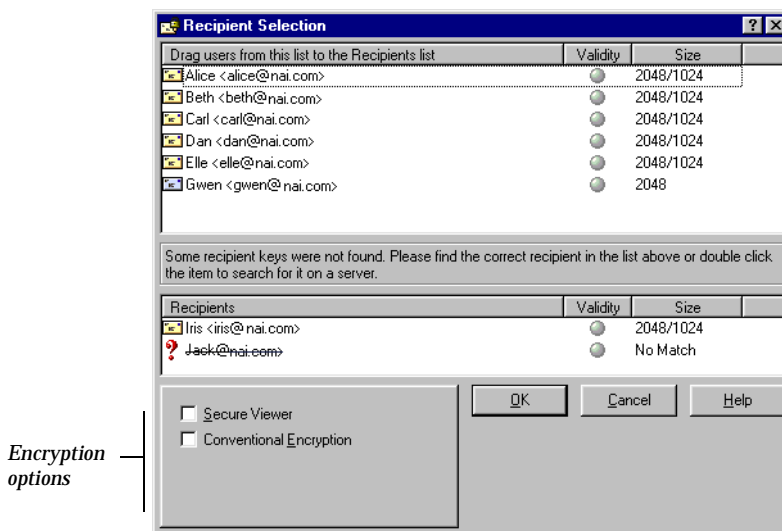 Recipient Selection
Drag users from this list to the Recipients list Validity Size
Alice <alice@nai.com> 2048/1024
Beth <beth@nai.com> 2048/1024
Carl <carl@nai.com> 2048/1024
Dan <dan@nai.com> 2048/1024
Elle <elle@nai.com> 2048/1024
Gwen <gwen@nai.com> 2048
Some recipient keys were not found. Please find the correct recipient in the list above or double click
the item to search for it on a server.
Recipients Validity Size
Iris <iris@nai.com> 2048/1024
Jack@nai.com> No Match
OK Cancel Help
Secure Viewer
Conventional Encryption
Encryption
options